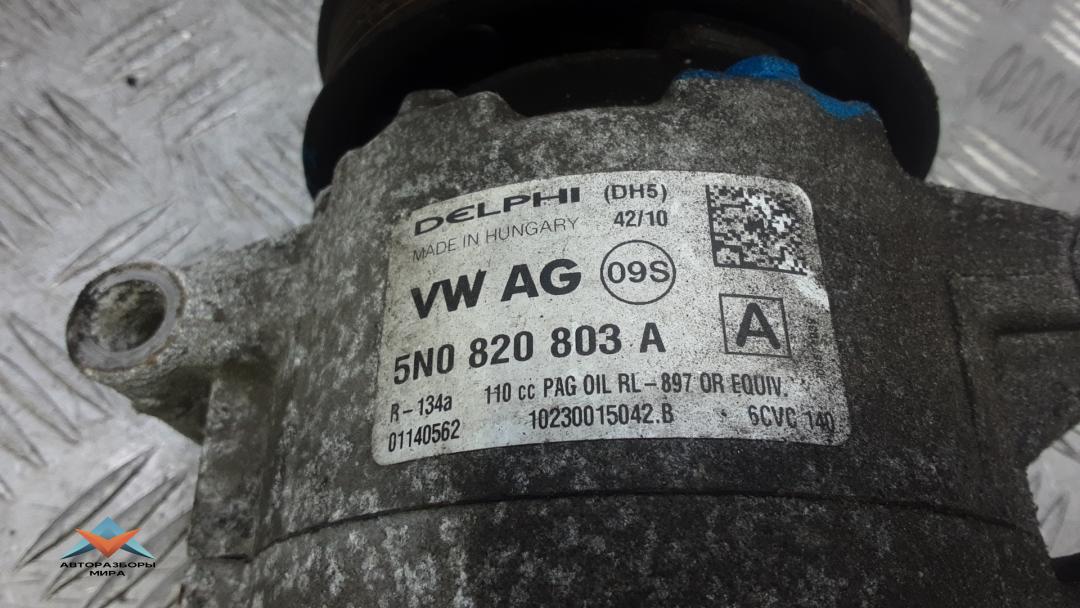 DELPHI (DH5)
MADE IN HUNGARY 42/10
VW AG 09S
5N0 820 803 A A
R-134a 110 cc PAG OIL RL-897 OR EQUIV.
01140562 10230015042.B 6CVC 140
АВТОРАЗБОРЫ
МИРА